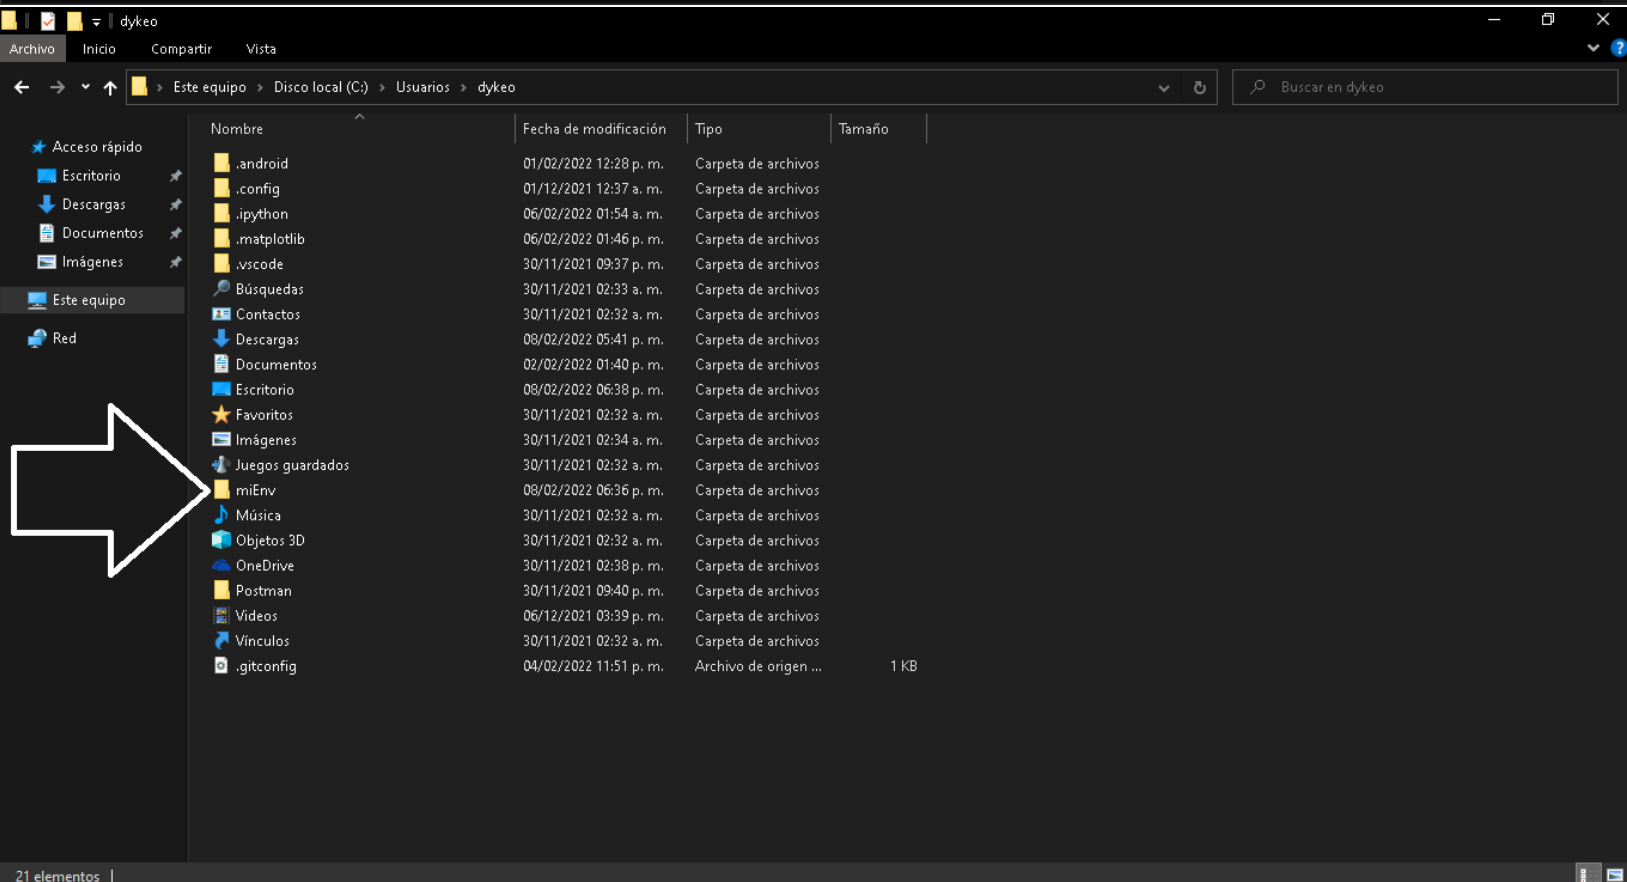 dykeo
Archivo Inicio Compartir Vista
Este equipo > Disco local (C:) > Usuarios > dykeo
Buscar en dykeo
Acceso rápido
Escritorio
Descargas
Documentos
Imágenes
Este equipo
Red
Nombre Fecha de modificación Tipo Tamaño
.android 01/02/2022 12:28 p. m. Carpeta de archivos
.config 01/12/2021 12:37 a. m. Carpeta de archivos
.ipython 06/02/2022 01:54 a. m. Carpeta de archivos
.matplotlib 06/02/2022 01:46 p. m. Carpeta de archivos
.vscode 30/11/2021 09:37 p. m. Carpeta de archivos
Búsquedas 30/11/2021 02:33 a. m. Carpeta de archivos
Contactos 30/11/2021 02:32 a. m. Carpeta de archivos
Descargas 08/02/2022 05:41 p. m. Carpeta de archivos
Documentos 02/02/2022 01:40 p. m. Carpeta de archivos
Escritorio 08/02/2022 06:38 p. m. Carpeta de archivos
Favoritos 30/11/2021 02:32 a. m. Carpeta de archivos
Imágenes 30/11/2021 02:34 a. m. Carpeta de archivos
Juegos guardados 30/11/2021 02:32 a. m. Carpeta de archivos
miEnv 08/02/2022 06:36 p. m. Carpeta de archivos
Música 30/11/2021 02:32 a. m. Carpeta de archivos
Objetos 3D 30/11/2021 02:32 a. m. Carpeta de archivos
OneDrive 30/11/2021 02:38 p. m. Carpeta de archivos
Postman 30/11/2021 09:40 p. m. Carpeta de archivos
Videos 06/12/2021 03:39 p. m. Carpeta de archivos
Vínculos 30/11/2021 02:32 a. m. Carpeta de archivos
.gitconfig 04/02/2022 11:51 p. m. Archivo de origen ... 1 KB
21 elementos